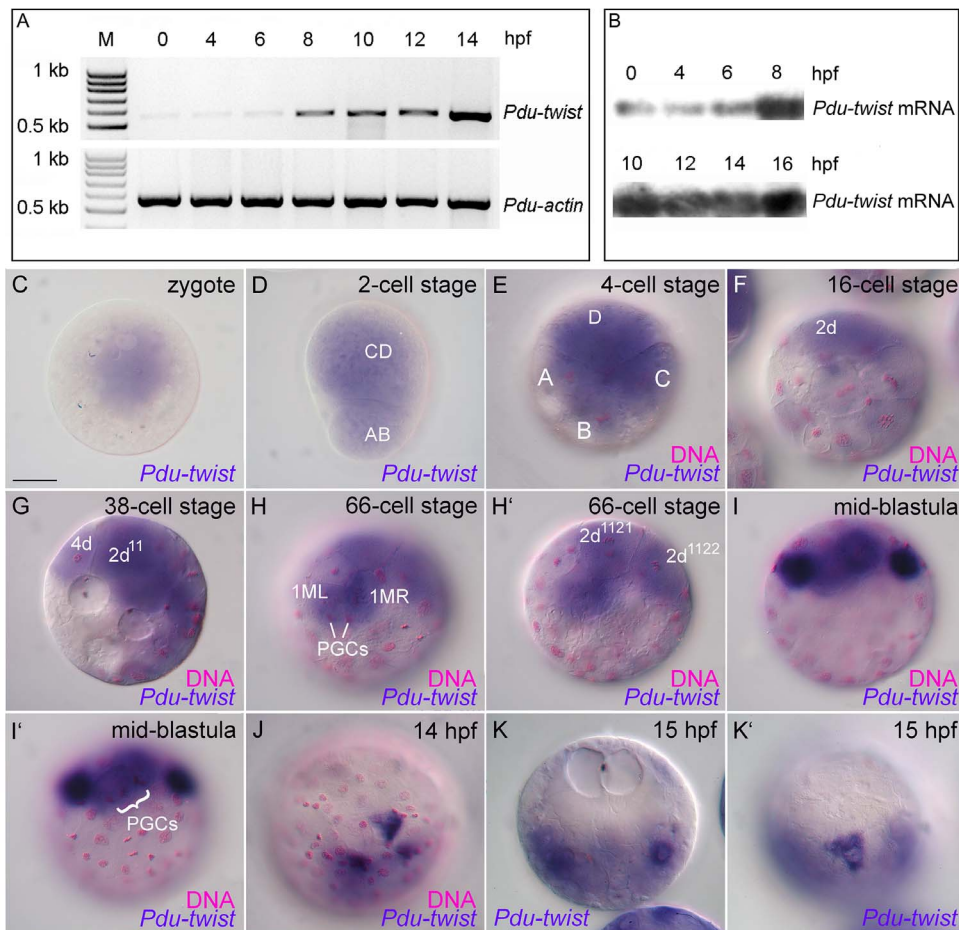 A
M 0 4 6 8 10 12 14 hpf
1 kb
0.5 kb
Pdu-twist
1 kb
0.5 kb
Pdu-actin
B
0 4 6 8
hpf
Pdu-twist mRNA
10 12 14 16 hpf
Pdu-twist mRNA
C zygote
Pdu-twist
D 2-cell stage
CD
AB
Pdu-twist
E 4-cell stage
D
A C
B
DNA
Pdu-twist
F 16-cell stage
2d
DNA
Pdu-twist
G 38-cell stage
4d 2d11
DNA
Pdu-twist
H 66-cell stage
1ML 1MR
PGCs
DNA
Pdu-twist
H‘ 66-cell stage
2d1121
2d1122
DNA
Pdu-twist
I mid-blastula
DNA
Pdu-twist
I‘ mid-blastula
PGCs
DNA
Pdu-twist
J 14 hpf
DNA
Pdu-twist
K 15 hpf
Pdu-twist
K‘ 15 hpf
Pdu-twist